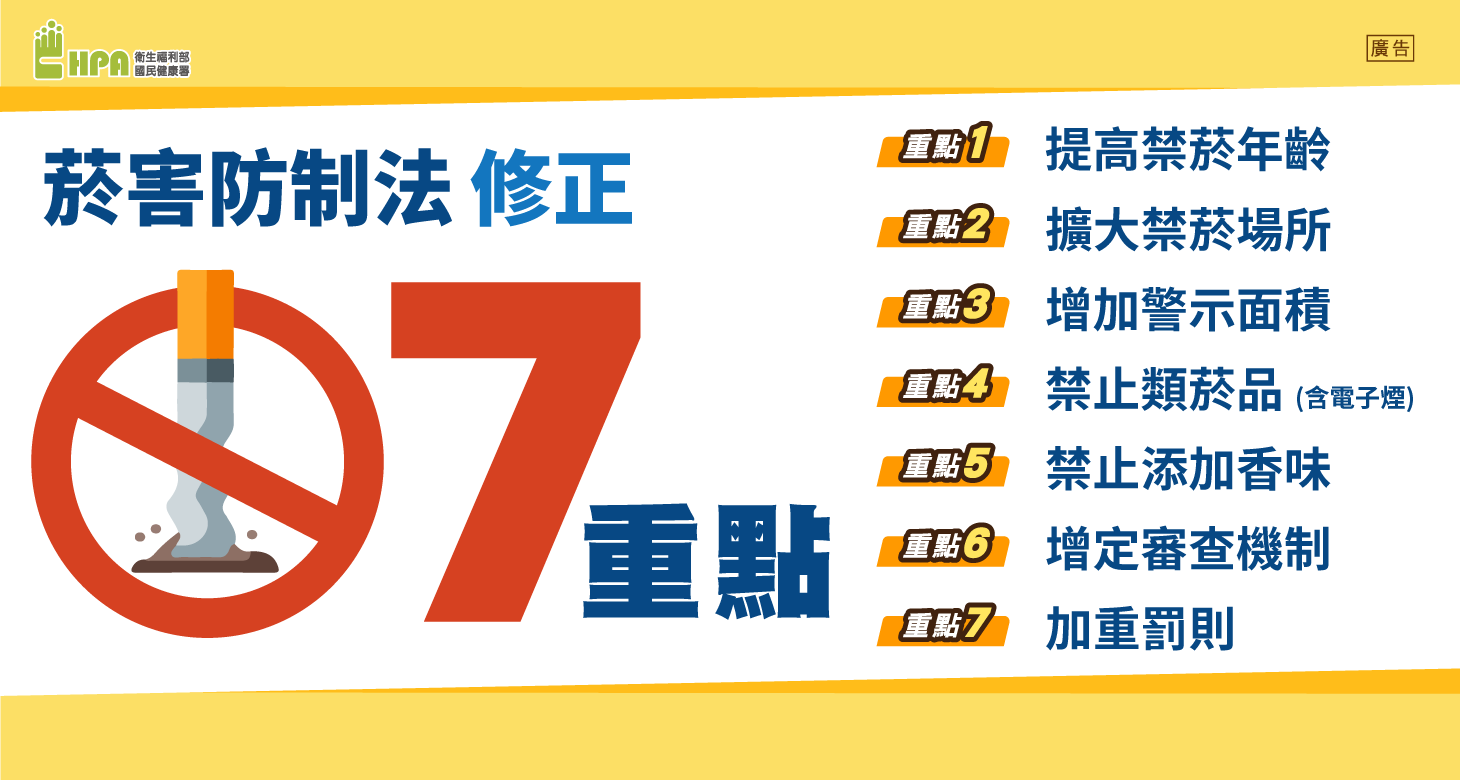 HPA 衛生福利部
國民健康署
廣告
菸害防制法 修正
7
重點
重點1 提高禁菸年齡
重點2 擴大禁菸場所
重點3 增加警示面積
重點4 禁止類菸品 (含電子煙)
重點5 禁止添加香味
重點6 增定審查機制
重點7 加重罰則